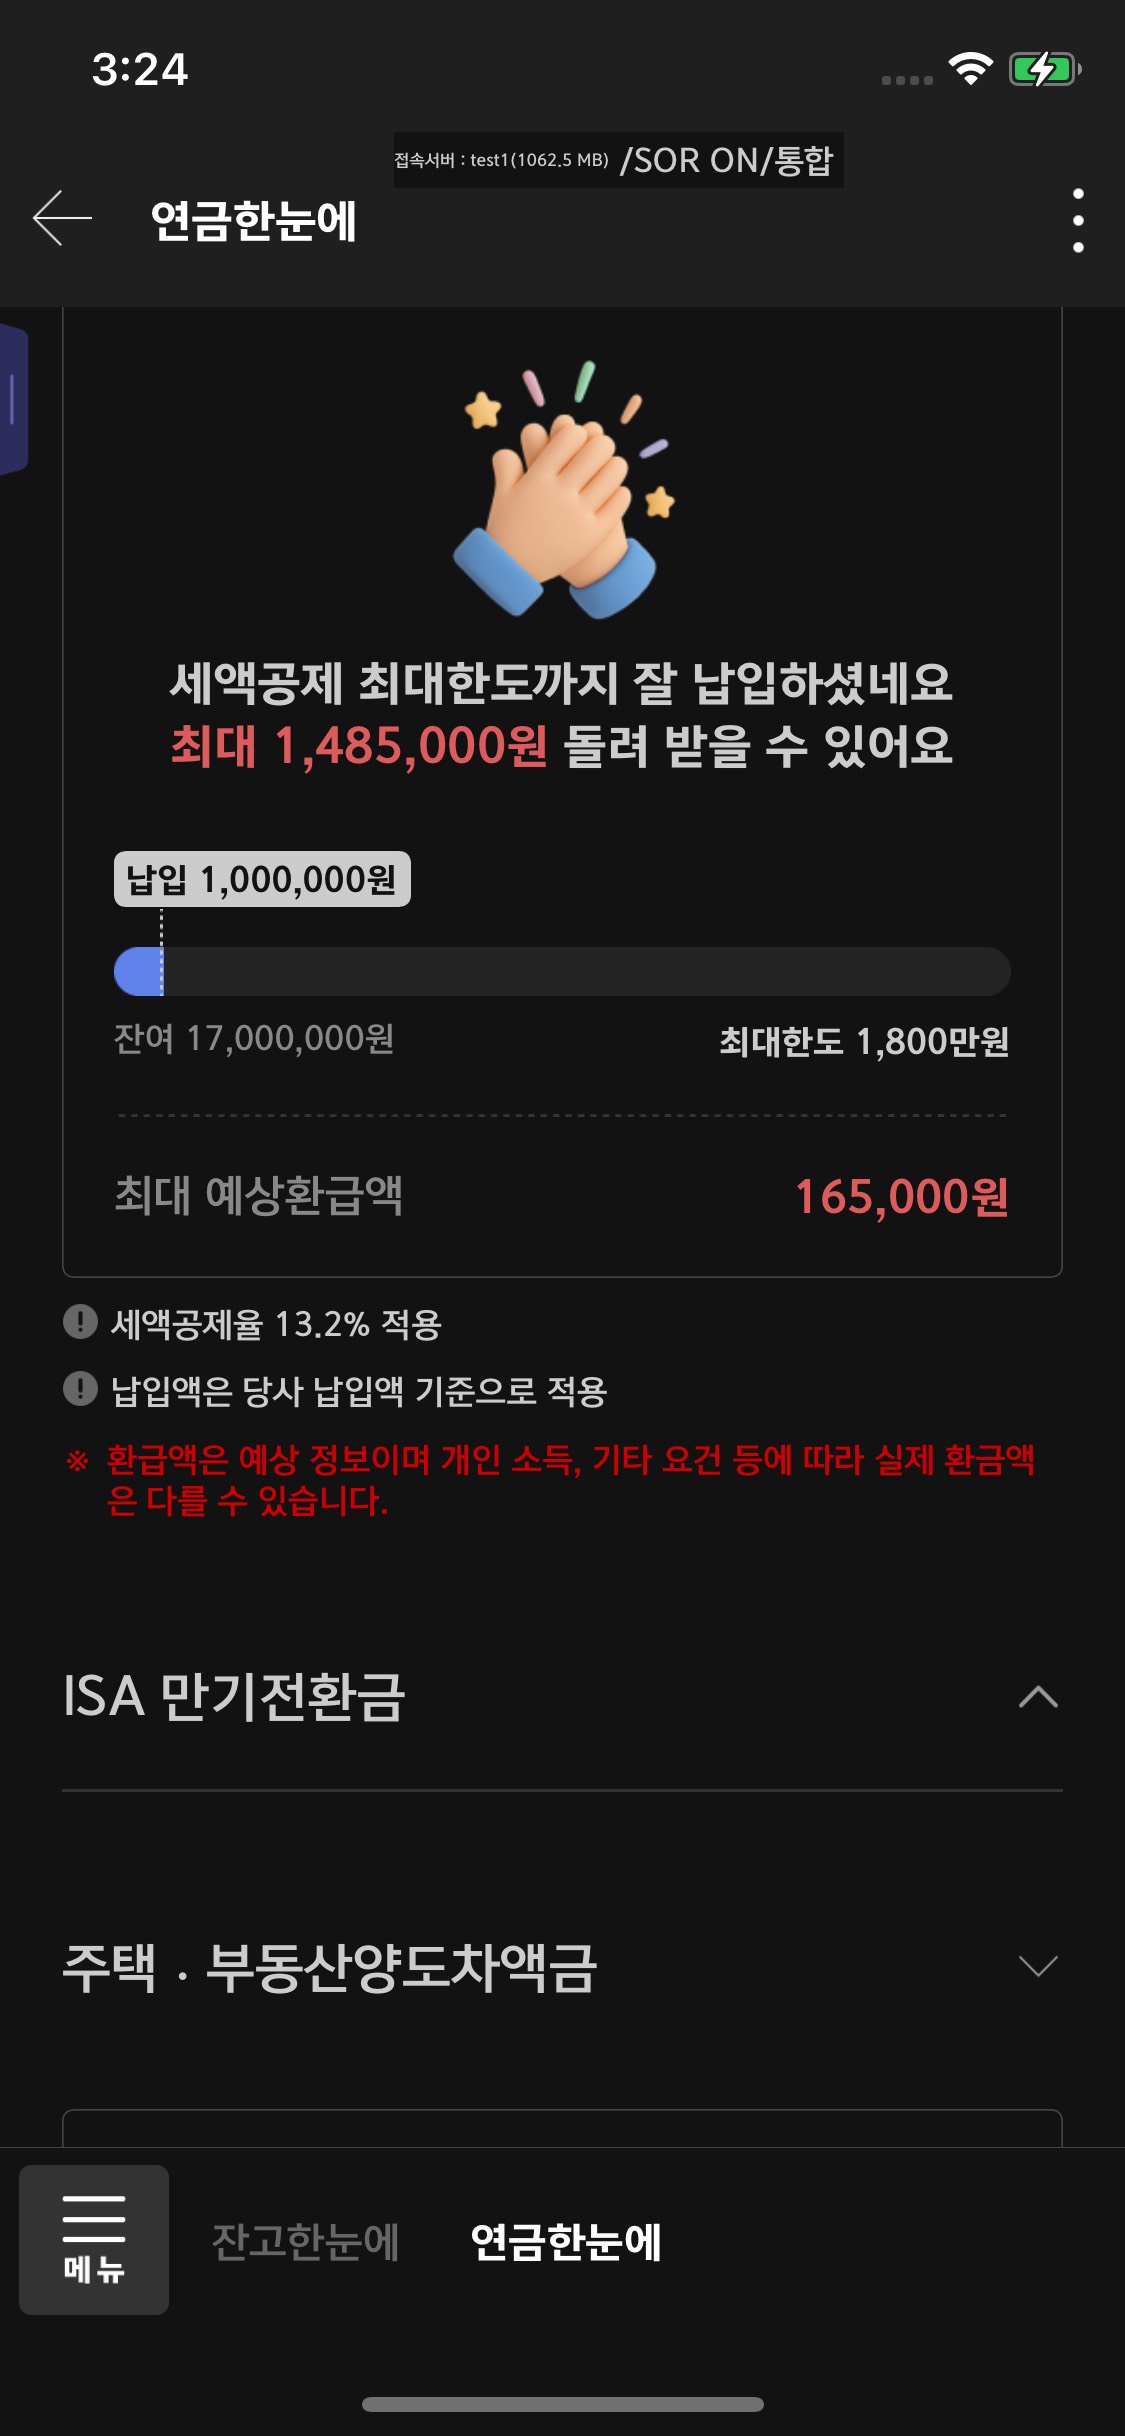 3:24
접속서버 : test1(1062.5 MB) /SOR ON/통합
연금한눈에
세액공제 최대한도까지 잘 납입하셨네요
최대 1,485,000원 돌려 받을 수 있어요
납입 1,000,000원
잔여 17,000,000원
최대한도 1,800만원
최대 예상환급액
165,000원
세액공제율 13.2% 적용
납입액은 당사 납입액 기준으로 적용
※ 환급액은 예상 정보이며 개인 소득, 기타 요건 등에 따라 실제 환금액
은 다를 수 있습니다.
ISA 만기전환금
주택 · 부동산양도차액금
메뉴
잔고한눈에
연금한눈에